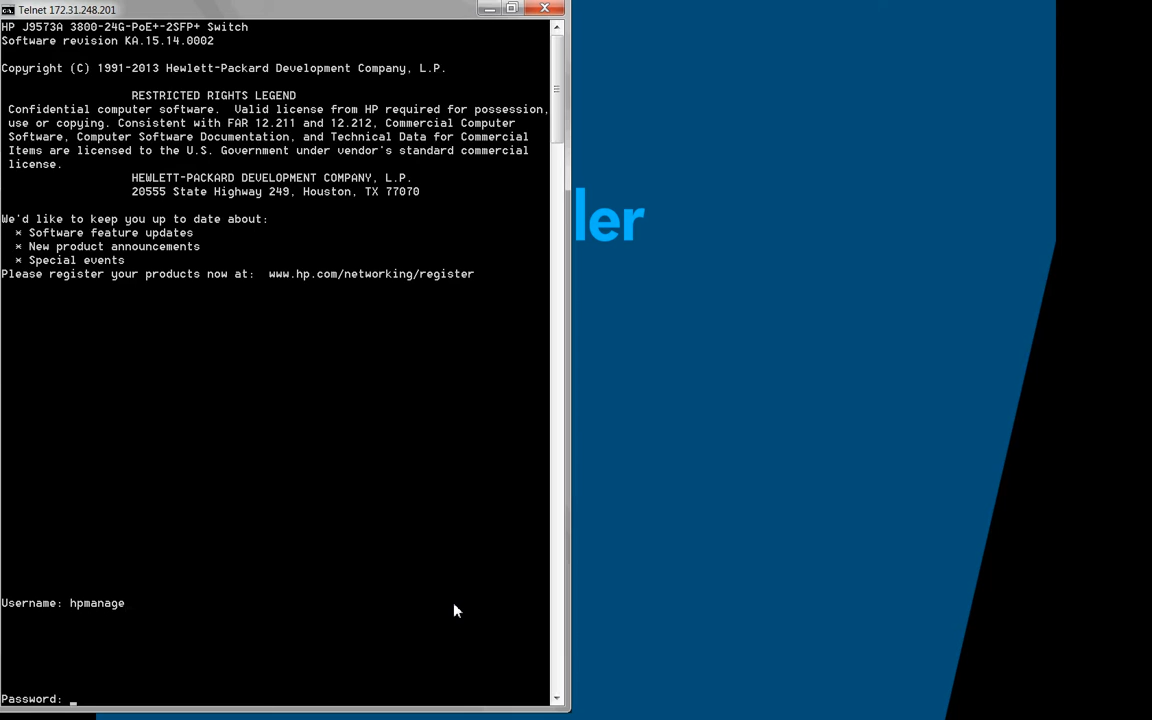 Telnet 172.31.248.201
HP J9573A 3800-24G-PoE+-2SFP+ Switch
Software revision KA.15.14.0002
Copyright (C) 1991-2013 Hewlett-Packard Development Company, L.P.
RESTRICTED RIGHTS LEGEND
Confidential computer software.  Valid license from HP required for possession,
use or copying. Consistent with FAR 12.211 and 12.212, Commercial Computer
Software, Computer Software Documentation, and Technical Data for Commercial
Items are licensed to the U.S. Government under vendor's standard commercial
license.
HEWLETT-PACKARD DEVELOPMENT COMPANY, L.P.
20555 State Highway 249, Houston, TX 77070
We'd like to keep you up to date about:
* Software feature updates
* New product announcements
* Special events
Please register your products now at:  www.hp.com/networking/register
Username: hpmanage
Password:
ler